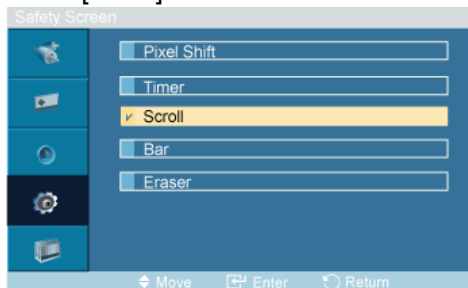 Safety Screen
Pixel Shift
Timer
Scroll
Bar
Eraser
Move Enter Return